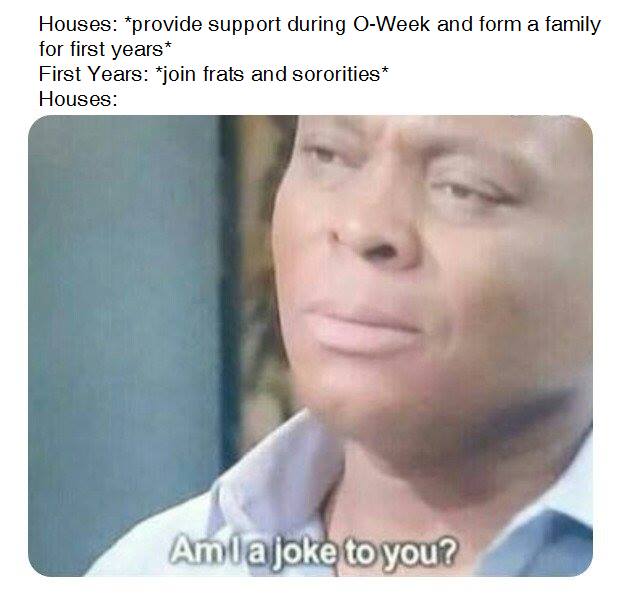 Houses: *provide support during O-Week and form a family
for first years*
First Years: *join frats and sororities*
Houses:
Am I a joke to you?